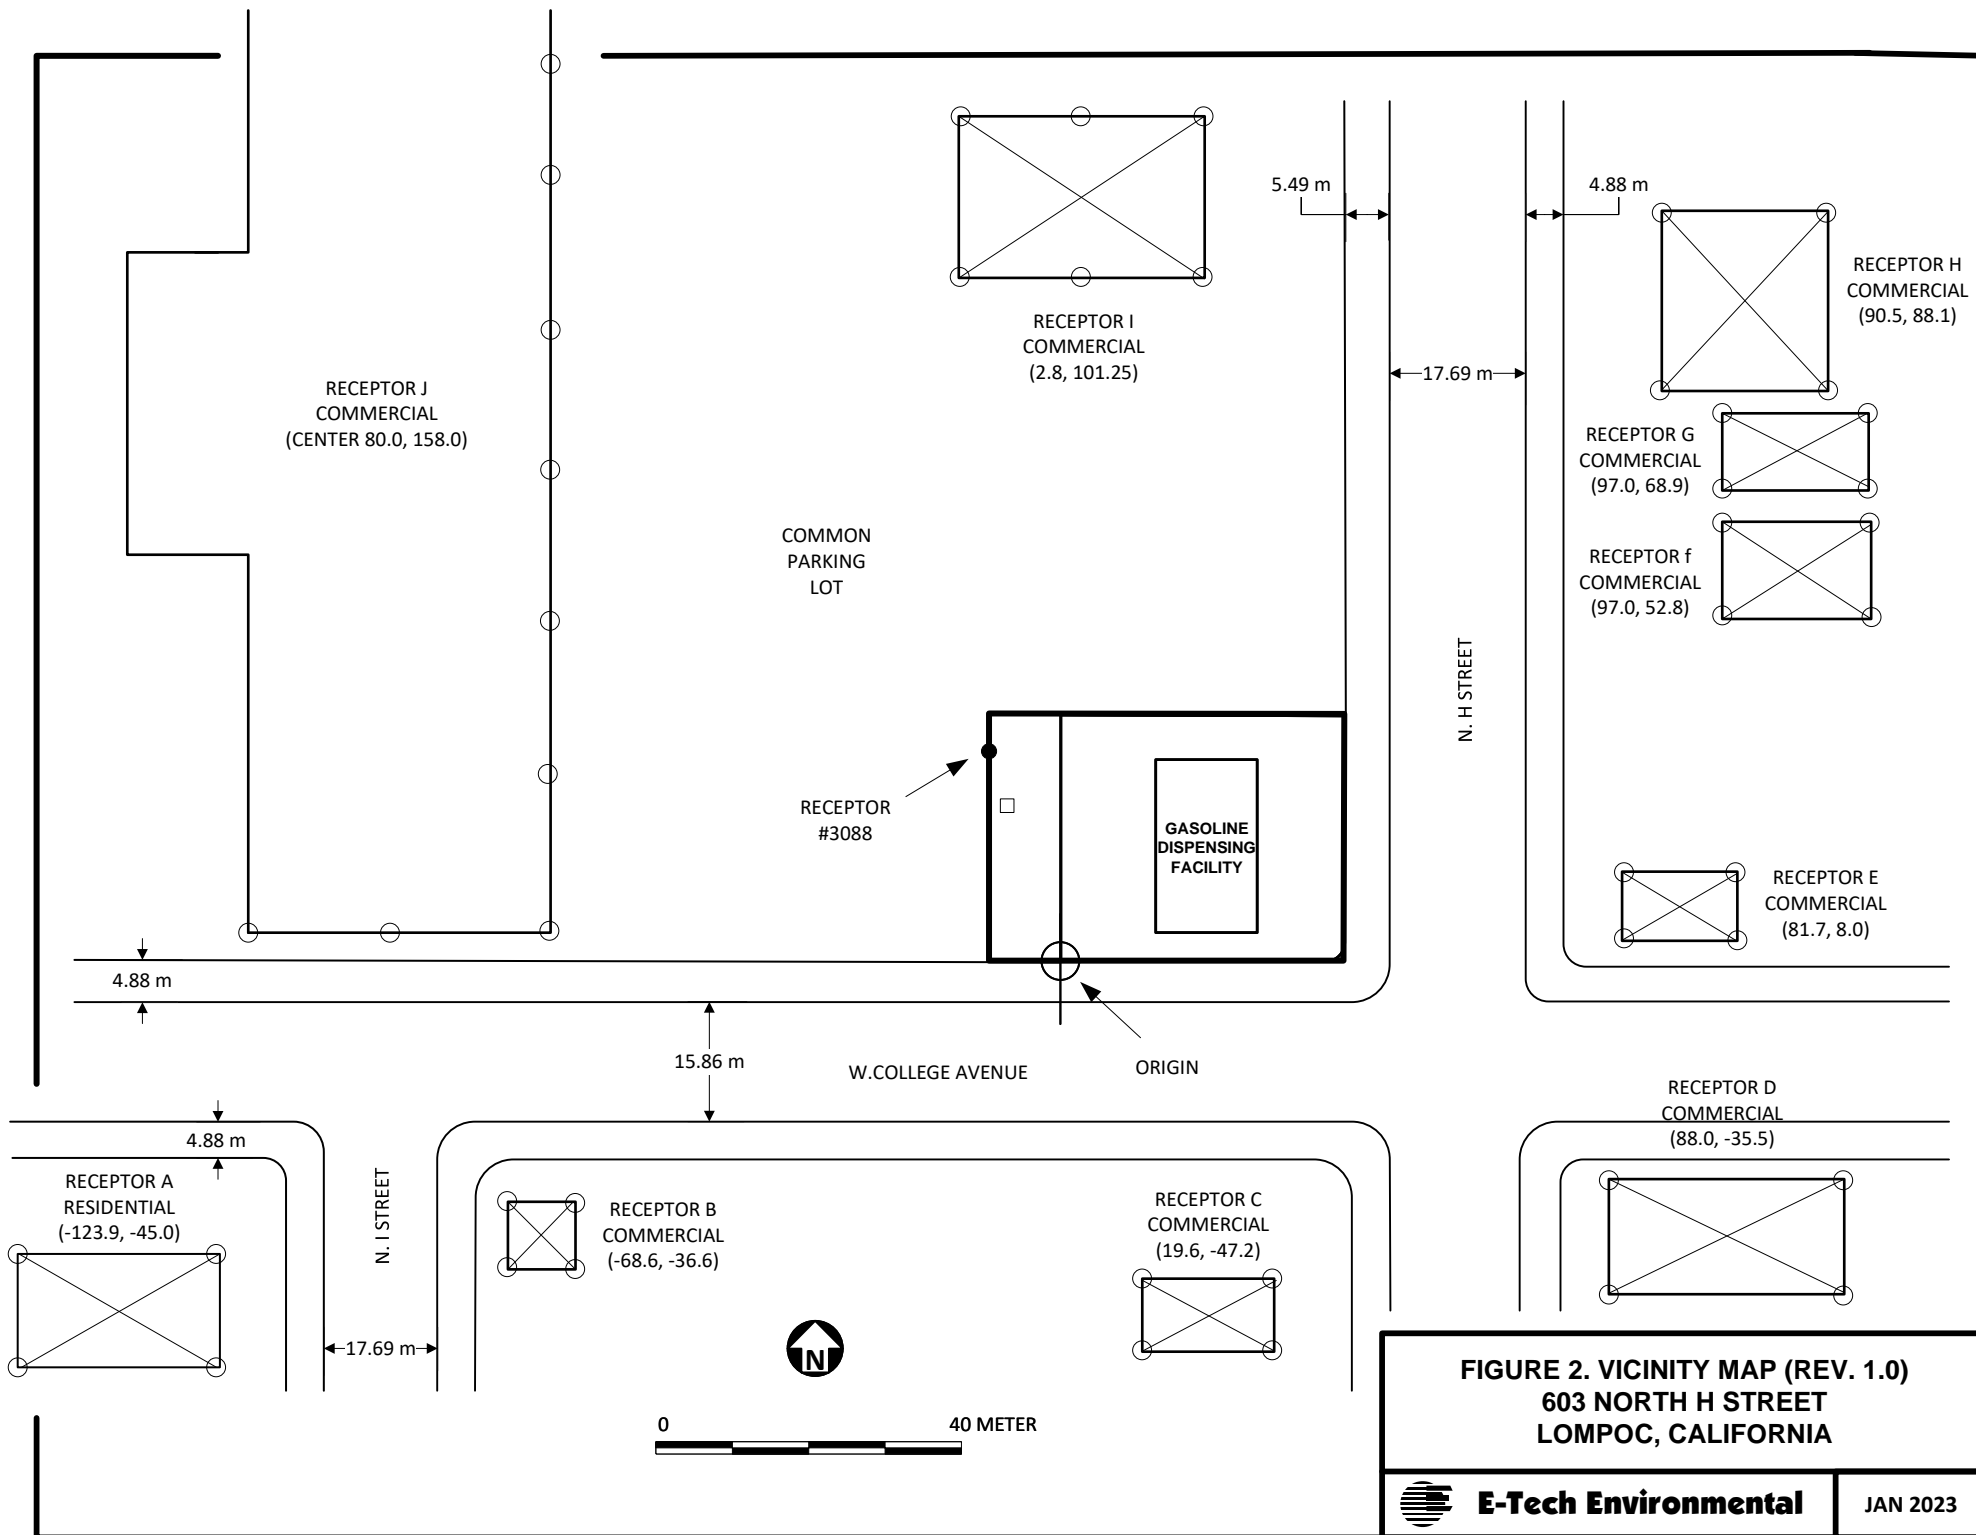 5.49 m
4.88 m
RECEPTOR H
COMMERCIAL
(90.5, 88.1)
RECEPTOR I
COMMERCIAL
(2.8, 101.25)
17.69 m
RECEPTOR J
COMMERCIAL
(CENTER 80.0, 158.0)
RECEPTOR G
COMMERCIAL
(97.0, 68.9)
COMMON
PARKING
LOT
RECEPTOR f
COMMERCIAL
(97.0, 52.8)
N. H STREET
RECEPTOR
#3088
GASOLINE
DISPENSING
FACILITY
RECEPTOR E
COMMERCIAL
(81.7, 8.0)
4.88 m
15.86 m
W.COLLEGE AVENUE
ORIGIN
RECEPTOR D
COMMERCIAL
(88.0, -35.5)
4.88 m
RECEPTOR A
RESIDENTIAL
(-123.9, -45.0)
N. I STREET
RECEPTOR B
COMMERCIAL
(-68.6, -36.6)
RECEPTOR C
COMMERCIAL
(19.6, -47.2)
17.69 m
N
0 40 METER
FIGURE 2. VICINITY MAP (REV. 1.0)
603 NORTH H STREET
LOMPOC, CALIFORNIA
E-Tech Environmental
JAN 2023